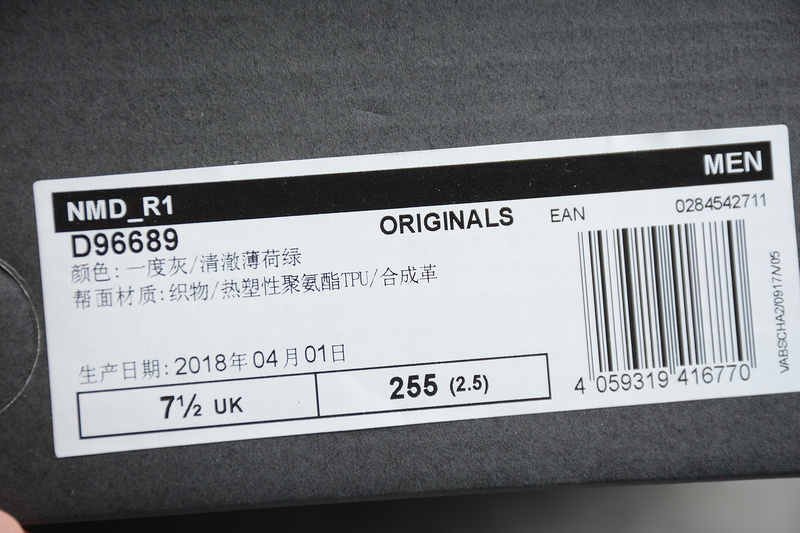 NMD_R1 MEN
D96689 ORIGINALS EAN 0284542711
颜色: 一度灰/清澈薄荷绿
帮面材质: 织物/热塑性聚氨酯TPU/合成革
生产日期: 2018年04月01日
7½ UK 255 (2.5)
4 059319 416770
VABSCHA2/0917/V05